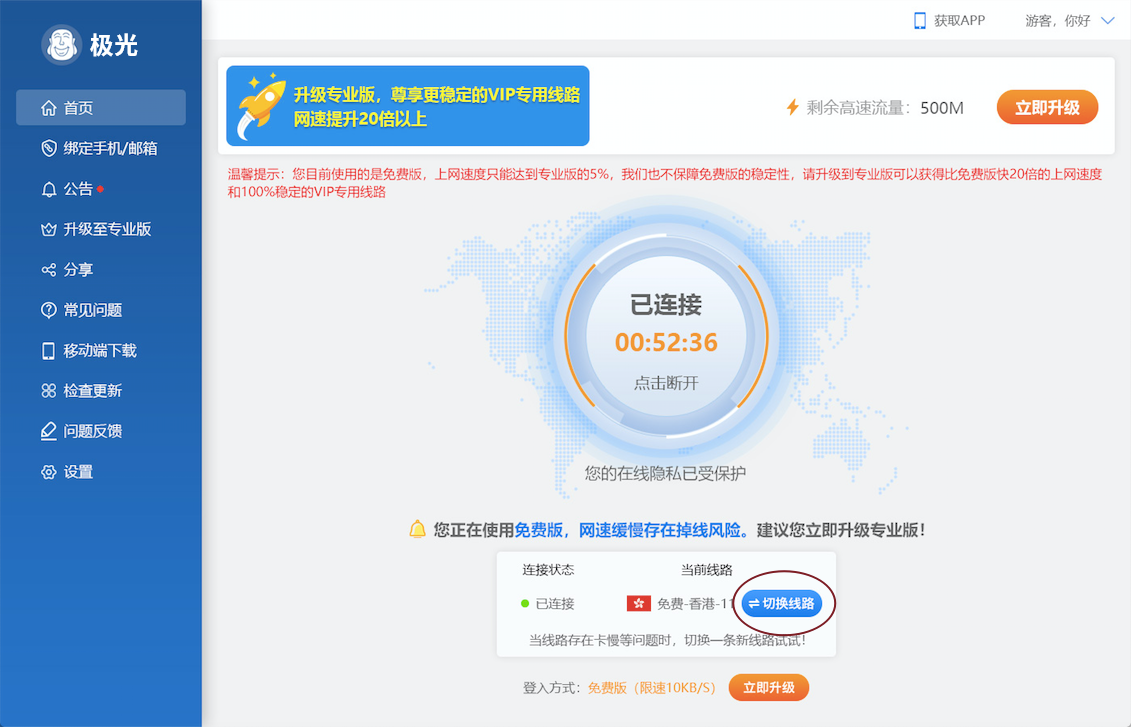 极光
首页
绑定手机/邮箱
公告
升级至专业版
分享
常见问题
移动端下载
检查更新
问题反馈
设置
获取APP
游客，你好
升级专业版，尊享更稳定的VIP专用线路
网速提升20倍以上
剩余高速流量：500M
立即升级
温馨提示：您目前使用的是免费版，上网速度只能达到专业版的5%，我们也不保障免费版的稳定性，请升级到专业版可以获得比免费版快20倍的上网速度
和100%稳定的VIP专用线路
已连接
00:52:36
点击断开
您的在线隐私已受保护
您正在使用免费版，网速缓慢存在掉线风险。建议您立即升级专业版！
连接状态
当前线路
已连接
免费-香港-11
切换线路
当线路存在卡慢等问题时，切换一条新线路试试！
登入方式：免费版（限速10KB/S）
立即升级